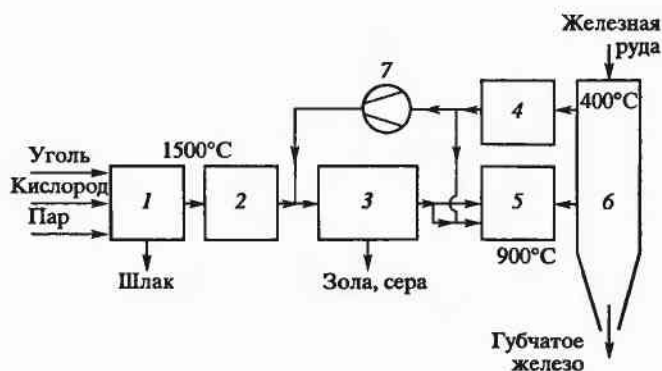 Железная
руда
7
4
400°C
Уголь
1500°C
Кислород
1
2
3
5
6
Пар
900°C
Шлак
Зола, сера
Губчатое
железо